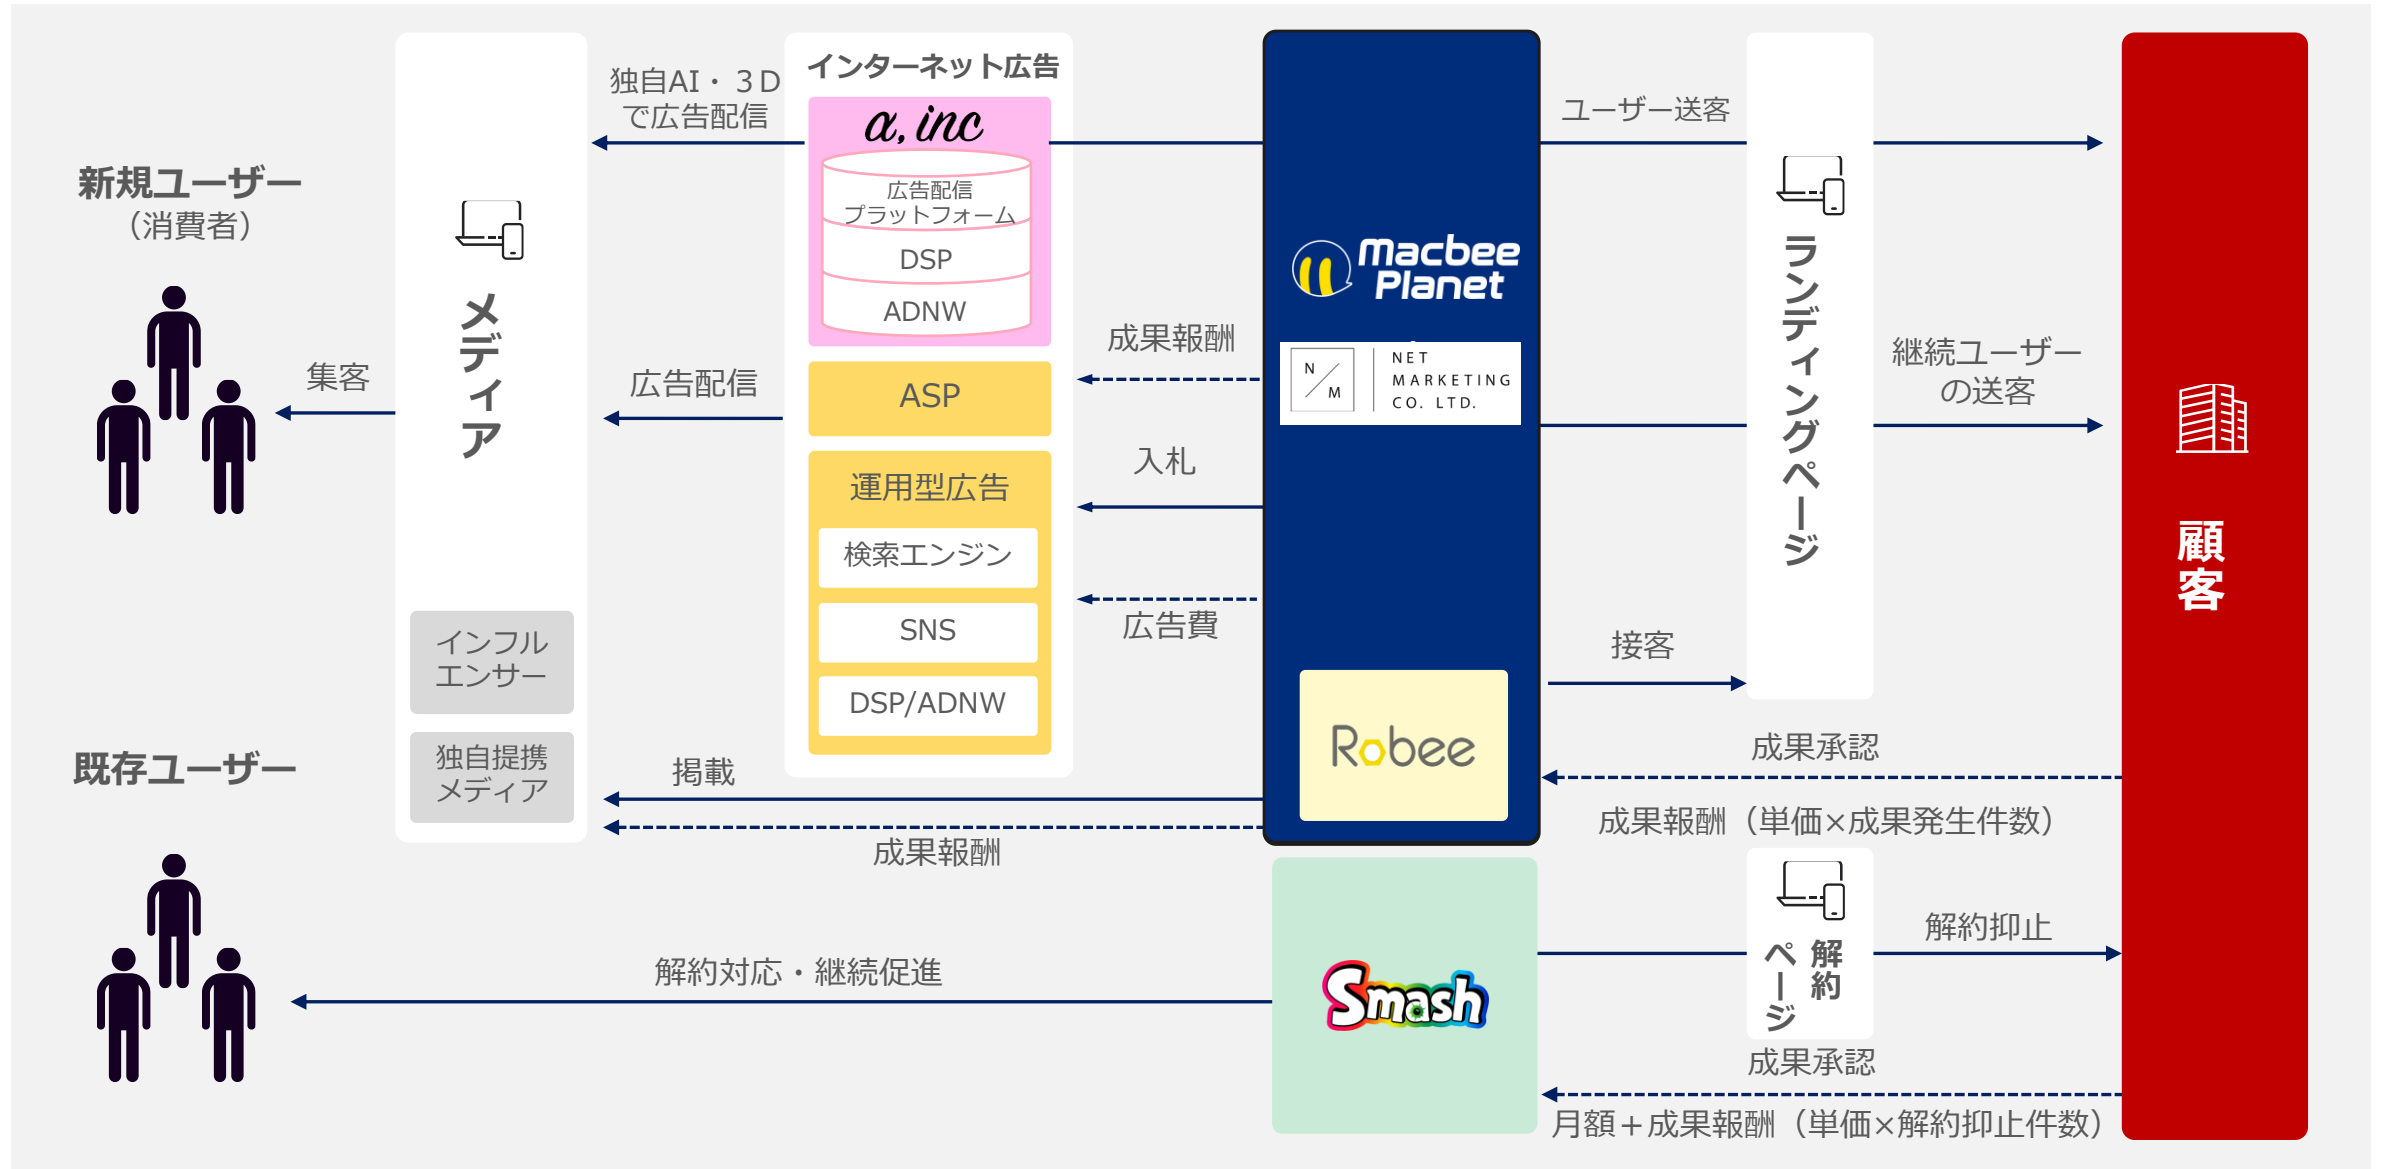 新規ユーザー
（消費者）
集客
既存ユーザー
メディア
インフル
エンサー
独自提携
メディア
独自AI・３D
で広告配信
広告配信
掲載
成果報酬
解約対応・継続促進
インターネット広告
α, inc
広告配信
プラットフォーム
DSP
ADNW
ASP
運用型広告
検索エンジン
SNS
DSP/ADNW
成果報酬
入札
広告費
Macbee
Planet
N
M
NET
MARKETING
CO. LTD.
Robee
Smash
ユーザー送客
ランディングページ
継続ユーザー
の送客
接客
成果承認
成果報酬（単価×成果発生件数）
解約
ページ
解約抑止
成果承認
月額＋成果報酬（単価×解約抑止件数）
顧客